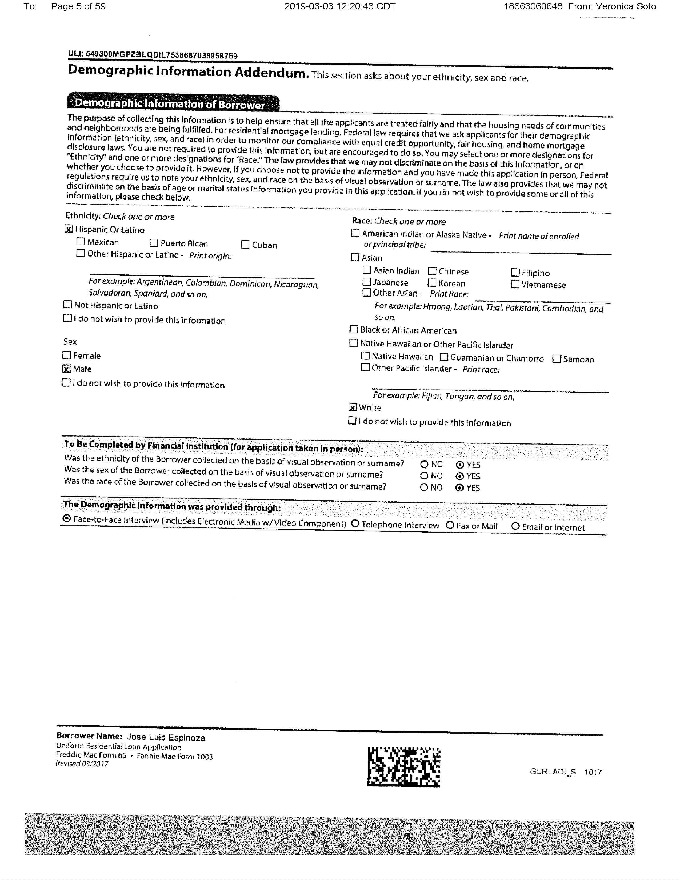 To: Page 5 of 59 2019-03-03 12:20:43 CDT 18663060648 From: Veronica Soto
Demographic Information Addendum. This section asks about your ethnicity, sex and race.
Demographic Information of Borrower
The purpose of collecting this information is to help ensure that all the applicants are treated fairly and that the housing needs of communities
and neighborhoods are being fulfilled. For residential mortgage lending, Federal law requires that we ask applicants for their demographic
information (ethnicity, sex, and race) in order to monitor our compliance with equal credit opportunity, fair housing, and home mortgage
disclosure laws. You are not required to provide this information, but are encouraged to do so. You may select one or more designations for
"Ethnicity" and one or more designations for "Race." The law provides that we may not discriminate on the basis of this information, or on
whether you choose to provide it. However, if you choose not to provide the information and you have made this application in person, Federal
regulations require us to note your ethnicity, sex, and race on the basis of visual observation or surname. The law also provides that we may not
discriminate on the basis of age or marital status information you provide in this application. If you do not wish to provide some or all of this
information, please check below.
Ethnicity: Check one or more
☒ Hispanic Or Latino
☐ Mexican ☐ Puerto Rican ☐ Cuban
☐ Other Hispanic or Latino - Print origin:
For example: Argentinean, Colombian, Dominican, Nicaraguan,
Salvadoran, Spaniard, and so on.
☐ Not Hispanic or Latino
☐ I do not wish to provide this information
Sex
☐ Female
☒ Male
☐ I do not wish to provide this information
Race: Check one or more
☐ American Indian or Alaska Native - Print name of enrolled
or principal tribe:
☐ Asian
☐ Asian Indian ☐ Chinese ☐ Filipino
☐ Japanese ☐ Korean ☐ Vietnamese
☐ Other Asian Print Race:
For example: Hmong, Laotian, Thai, Pakistani, Cambodian, and
so on.
☐ Black or African American
☐ Native Hawaiian or Other Pacific Islander
☐ Native Hawaiian ☐ Guamanian or Chamorro ☐ Samoan
☐ Other Pacific Islander - Print race:
For example: Fijian, Tongan, and so on.
☒ White
☐ I do not wish to provide this information
To Be Completed by Financial Institution (for application taken in person):
Was the ethnicity of the Borrower collected on the basis of visual observation or surname? ○ NO ⦿ YES
Was the sex of the Borrower collected on the basis of visual observation or surname? ○ NO ⦿ YES
Was the race of the Borrower collected on the basis of visual observation or surname? ○ NO ⦿ YES
The Demographic Information was provided through:
⦿ Face-to-Face Interview (includes Electronic Media w/ Video Component) ○ Telephone Interview ○ Fax or Mail ○ Email or Internet
Borrower Name: Jose Luis Espinoza
Uniform Residential Loan Application
Freddie Mac Form 65 • Fannie Mae Form 1003
Revised 09/2017